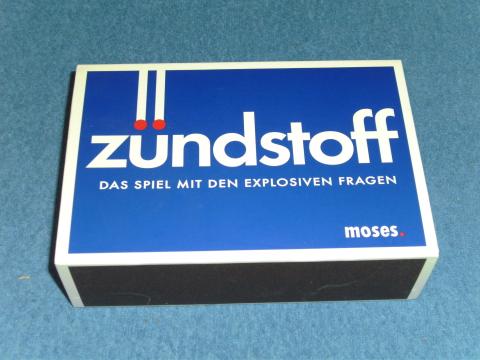 zündstoff
DAS SPIEL MIT DEN EXPLOSIVEN FRAGEN
moses.